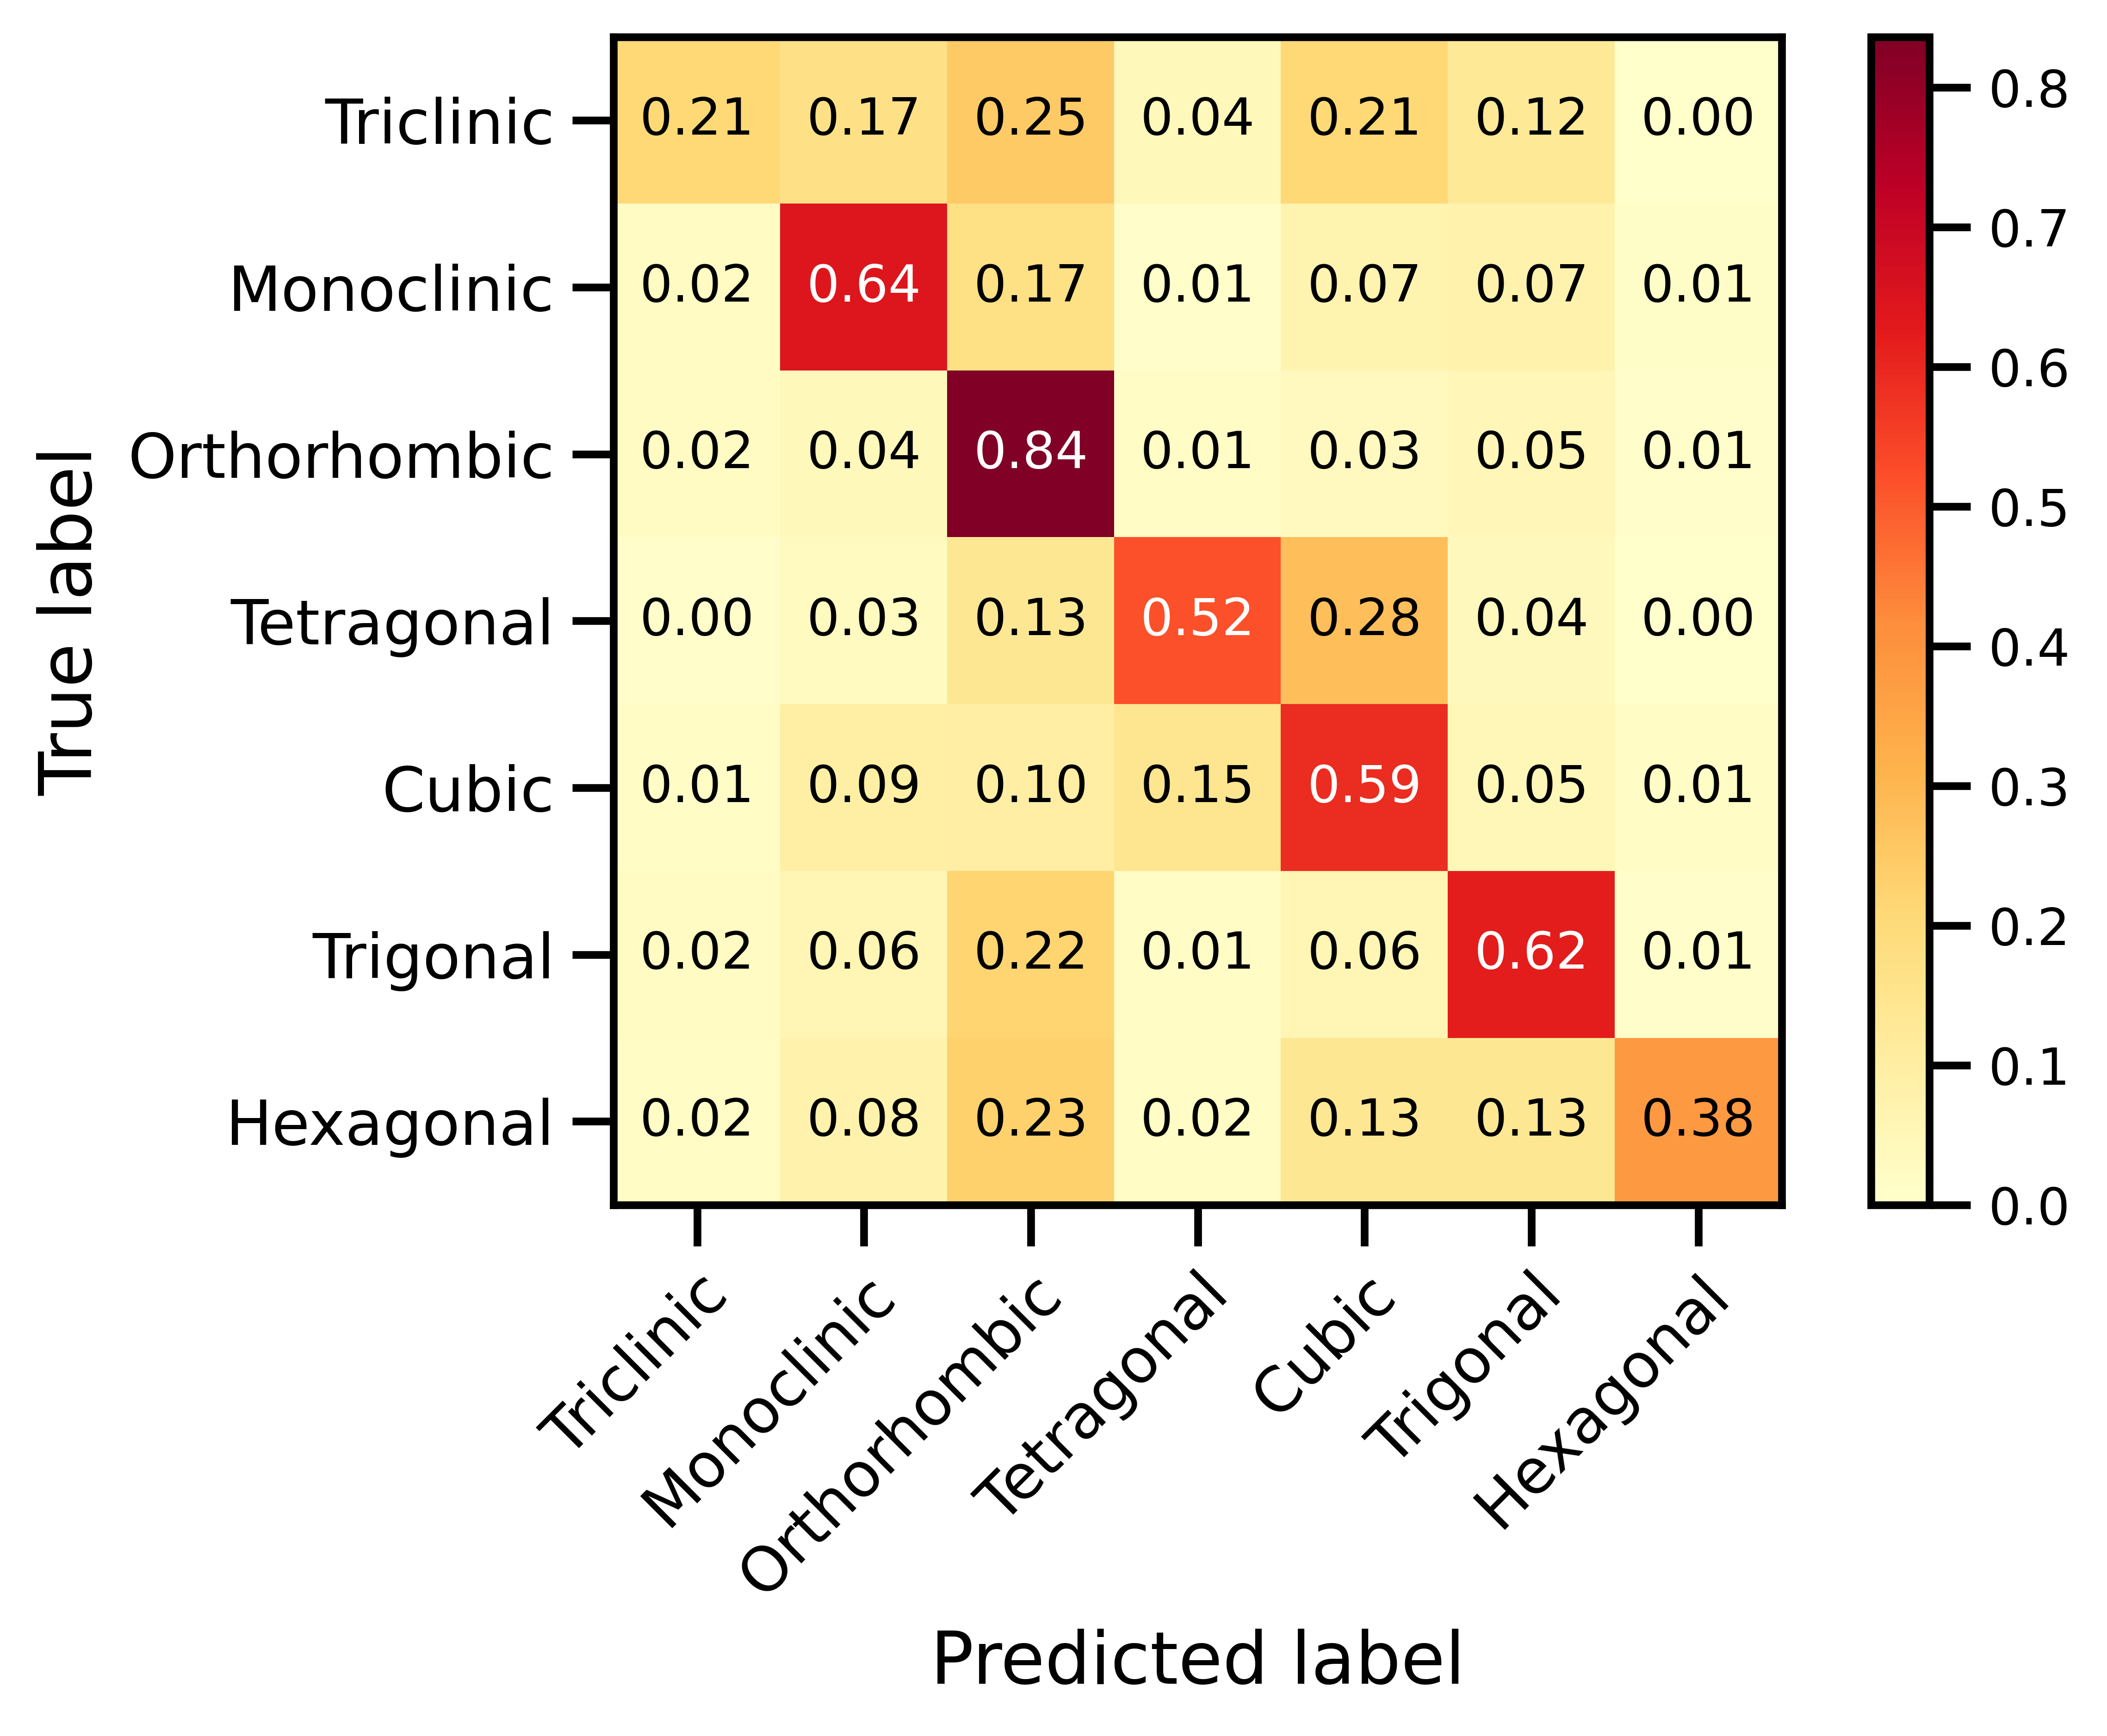 True label
Triclinic 0.21 0.17 0.25 0.04 0.21 0.12 0.00
Monoclinic 0.02 0.64 0.17 0.01 0.07 0.07 0.01
Orthorhombic 0.02 0.04 0.84 0.01 0.03 0.05 0.01
Tetragonal 0.00 0.03 0.13 0.52 0.28 0.04 0.00
Cubic 0.01 0.09 0.10 0.15 0.59 0.05 0.01
Trigonal 0.02 0.06 0.22 0.01 0.06 0.62 0.01
Hexagonal 0.02 0.08 0.23 0.02 0.13 0.13 0.38
Triclinic
Monoclinic
Orthorhombic
Tetragonal
Cubic
Trigonal
Hexagonal
Predicted label
0.8
0.7
0.6
0.5
0.4
0.3
0.2
0.1
0.0